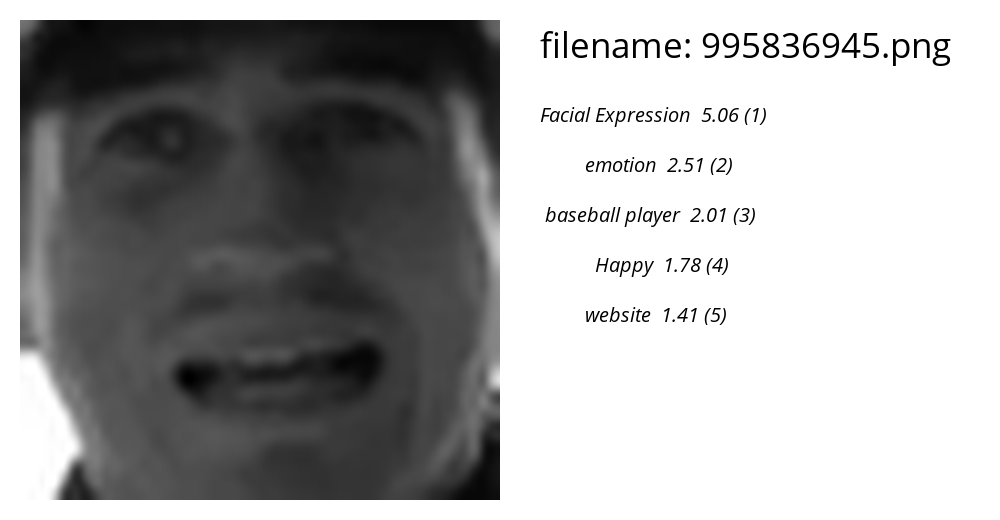 filename: 995836945.png
Facial Expression 5.06 (1)
emotion 2.51 (2)
baseball player 2.01 (3)
Happy 1.78 (4)
website 1.41 (5)